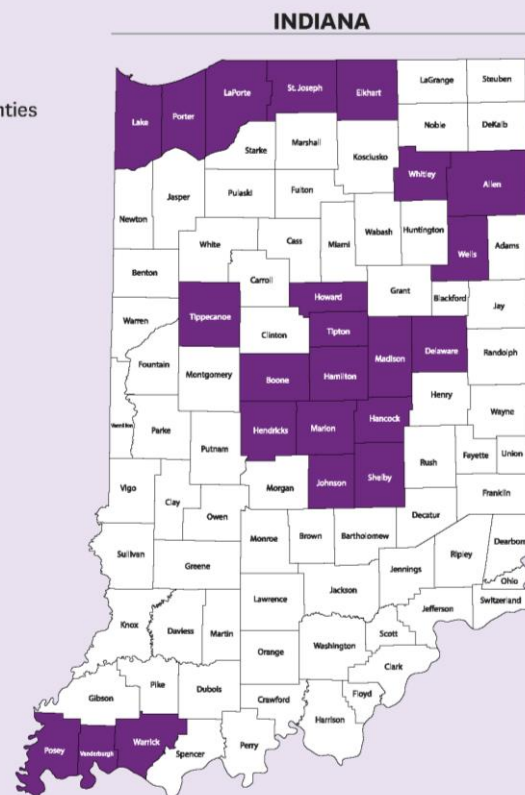 INDIANA
nties
LaGrange
Steuben
Lake
Porter
LaPorte
St. Joseph
Elkhart
Noble
DeKalb
Starke
Marshall
Kosciusko
Whitley
Allen
Newton
Jasper
Pulaski
Fulton
White
Cass
Miami
Wabash
Huntington
Wells
Adams
Benton
Carroll
Grant
Blackford
Jay
Warren
Tippecanoe
Howard
Clinton
Tipton
Madison
Delaware
Randolph
Fountain
Montgomery
Boone
Hamilton
Henry
Wayne
Vermillion
Parke
Putnam
Hendricks
Marion
Hancock
Rush
Fayette
Union
Vigo
Clay
Owen
Morgan
Johnson
Shelby
Franklin
Decatur
Sullivan
Greene
Monroe
Brown
Bartholomew
Jennings
Ripley
Dearborn
Ohio
Switzerland
Knox
Daviess
Martin
Lawrence
Jackson
Jefferson
Scott
Orange
Washington
Clark
Gibson
Pike
Dubois
Crawford
Floyd
Harrison
Posey
Vanderburgh
Warrick
Spencer
Perry